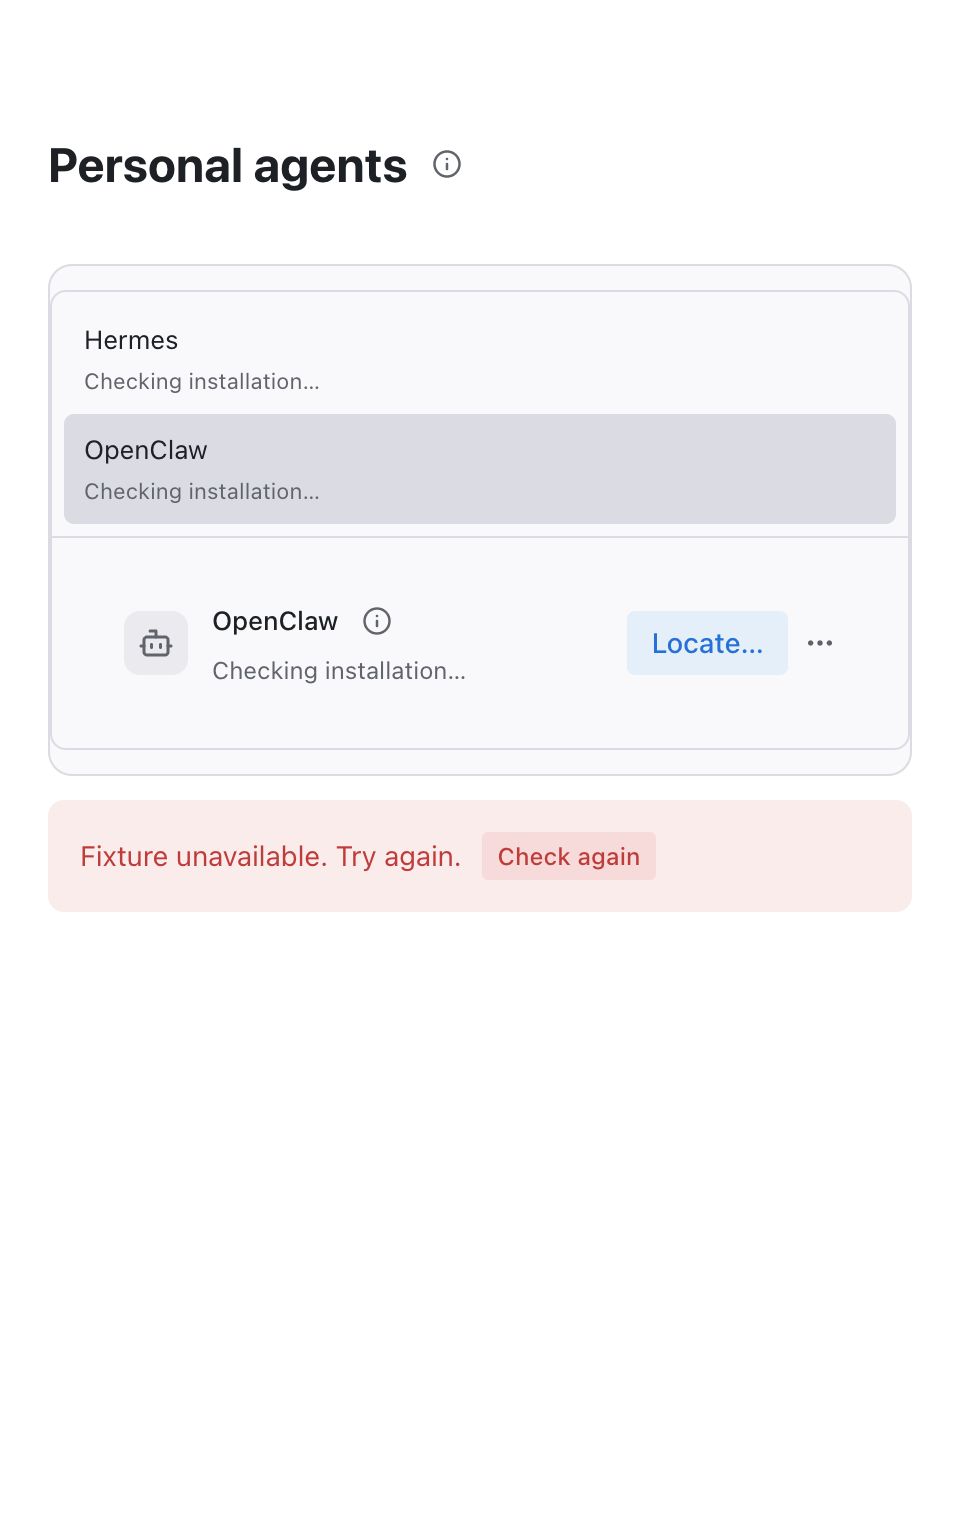 Personal agents
Hermes
Checking installation...
OpenClaw
Checking installation...
OpenClaw
Checking installation...
Locate...
Fixture unavailable. Try again.
Check again